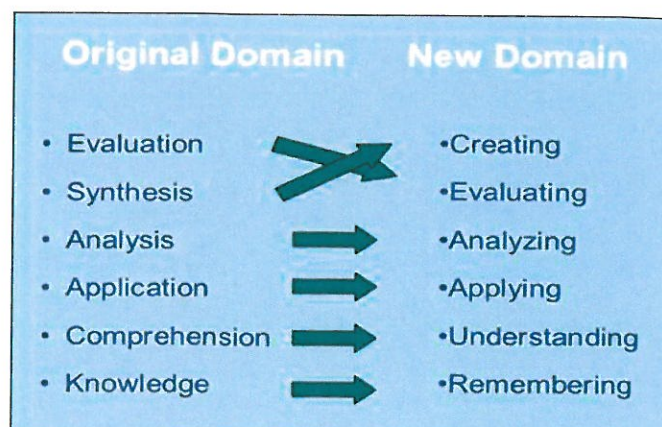 Original Domain New Domain
• Evaluation •Creating
• Synthesis •Evaluating
• Analysis •Analyzing
• Application •Applying
• Comprehension •Understanding
• Knowledge •Remembering